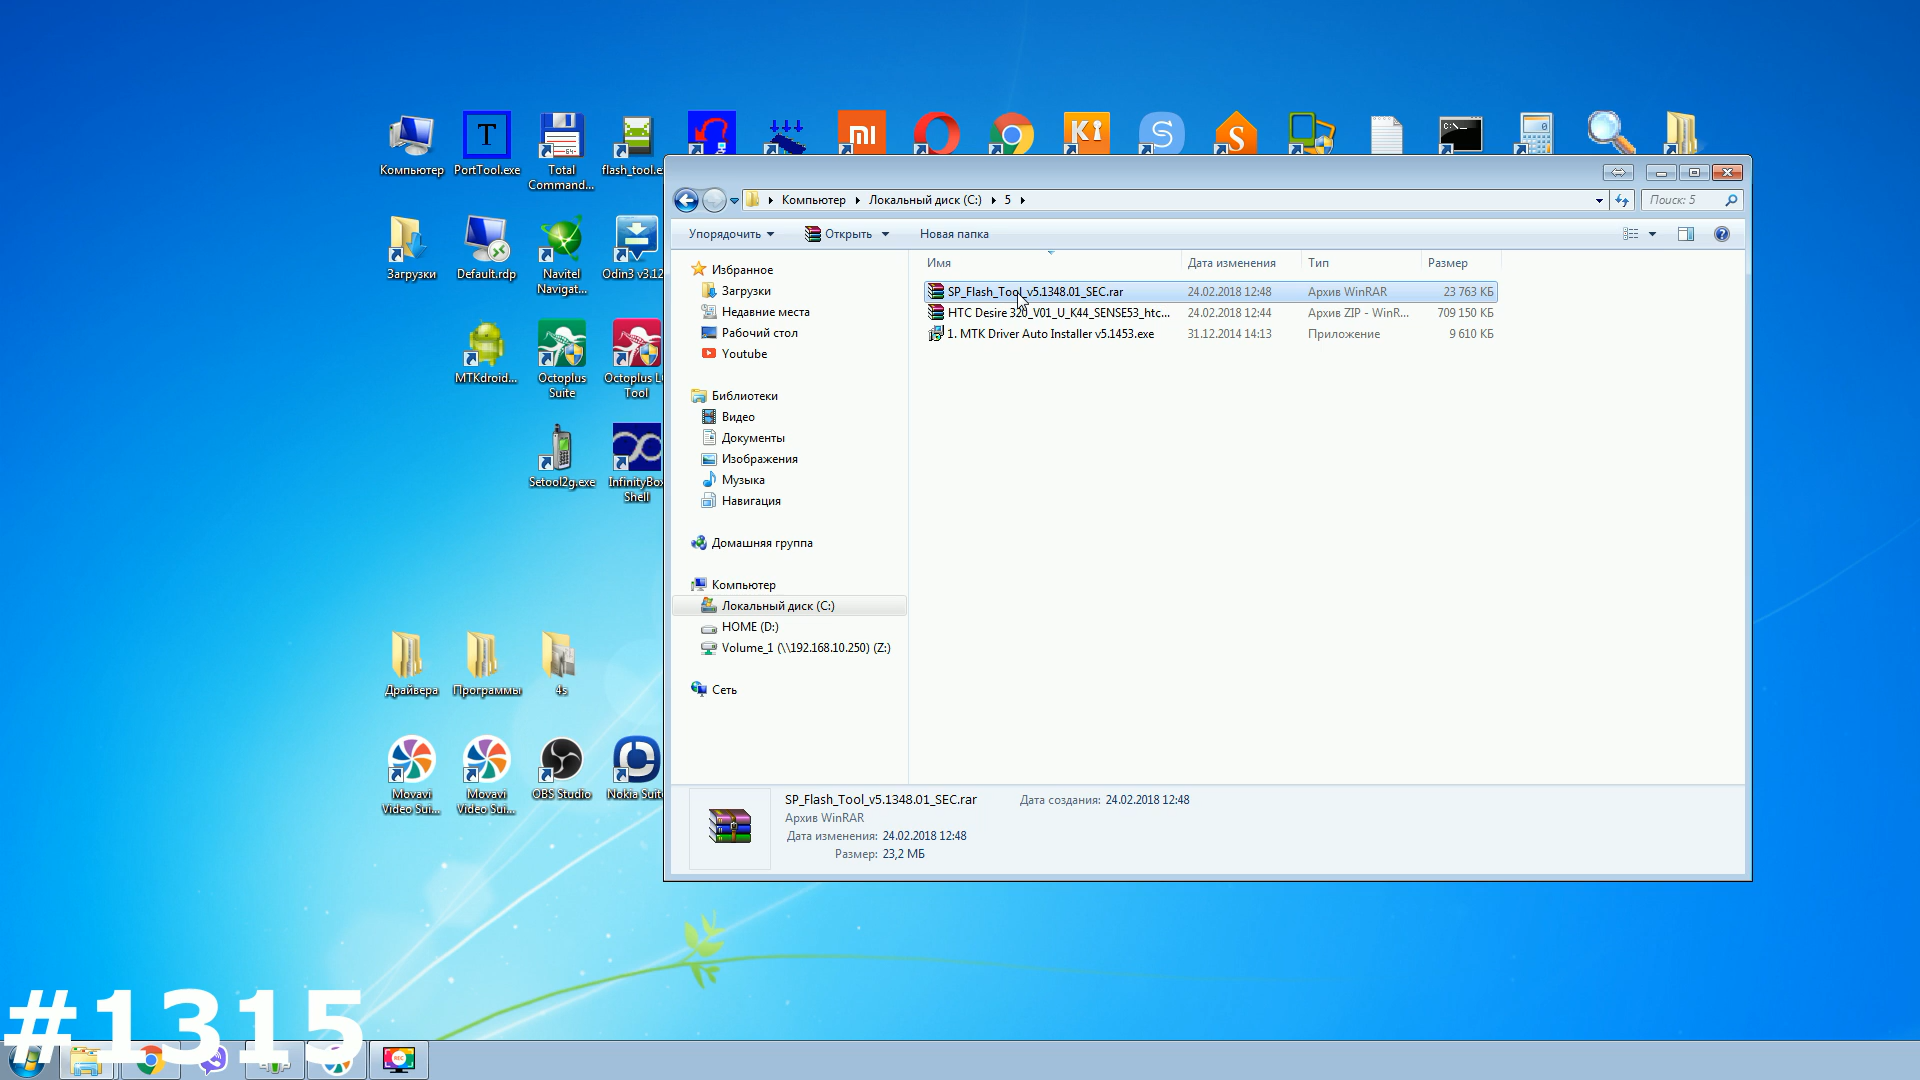 Компьютер
PortTool.exe
Total
Command...
flash_tool.e
T
64
mi
Ki
S
S
C:\_
0
Загрузки
Default.rdp
Navitel
Navigat...
Odin3 v3.12
MTKdroid...
Octoplus
Suite
Octoplus L
Tool
Setool2g.exe
InfinityBox
Shell
Драйвера
Программы
4s
Movavi
Video Sui...
Movavi
Video Sui...
OBS Studio
Nokia Suite
Компьютер
Локальный диск (C:)
5
Поиск: 5
Упорядочить
Открыть
Новая папка
Избранное
Загрузки
Недавние места
Рабочий стол
Youtube
Библиотеки
Видео
Документы
Изображения
Музыка
Навигация
Домашняя группа
Компьютер
Локальный диск (C:)
HOME (D:)
Volume_1 (\\192.168.10.250) (Z:)
Сеть
Имя Дата изменения Тип Размер
SP_Flash_Tool_v5.1348.01_SEC.rar 24.02.2018 12:48 Архив WinRAR 23 763 КБ
HTC Desire 320_V01_U_K44_SENSE53_htc... 24.02.2018 12:44 Архив ZIP - WinR... 709 150 КБ
1. MTK Driver Auto Installer v5.1453.exe 31.12.2014 14:13 Приложение 9 610 КБ
SP_Flash_Tool_v5.1348.01_SEC.rar Дата создания: 24.02.2018 12:48
Архив WinRAR
Дата изменения: 24.02.2018 12:48
Размер: 23,2 МБ
#1315
REC